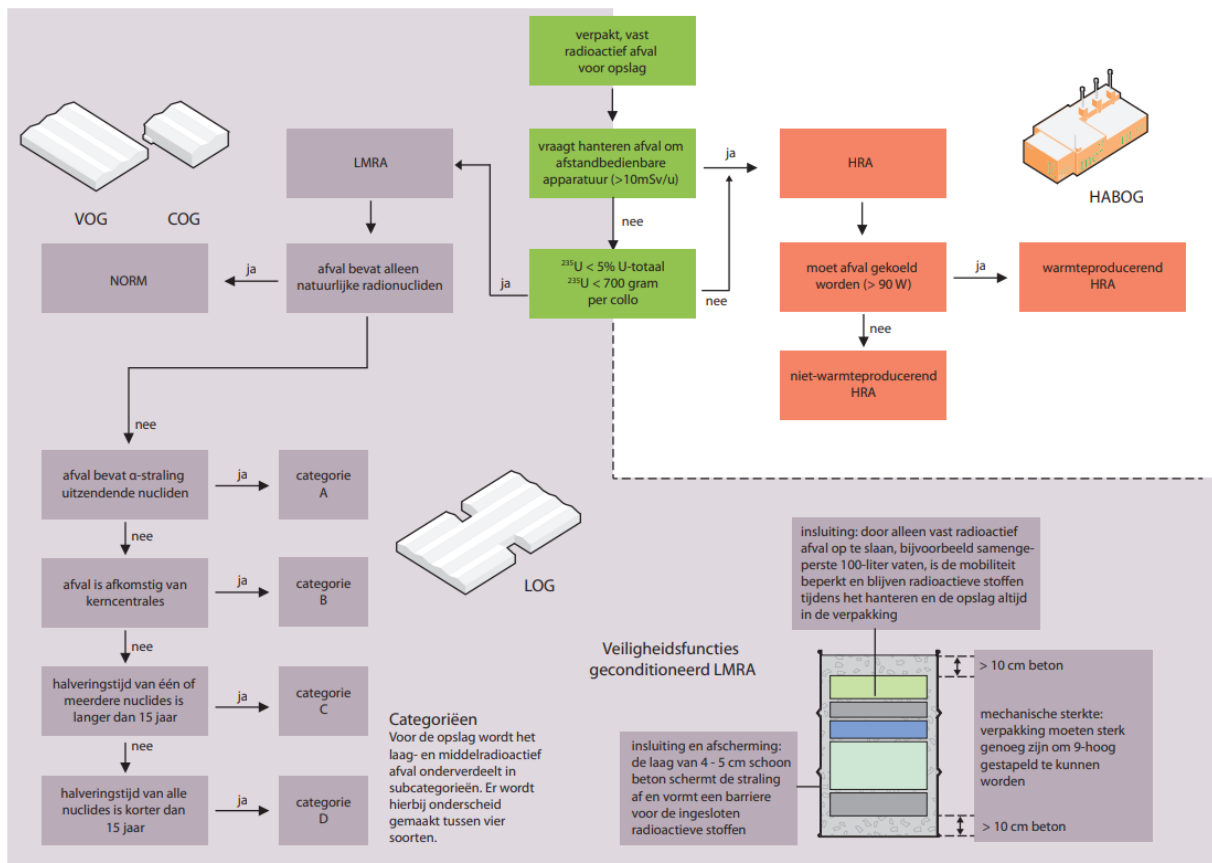 verpakt, vast
radioactief afval
voor opslag
VOG
COG
LMRA
vraagt hanteren afval om
afstandbedienbare
apparatuur (>10mSv/u)
ja
HRA
HABOG
nee
NORM
ja
afval bevat alleen
natuurlijke radionucliden
ja
²³⁵U < 5% U-totaal
²³⁵U < 700 gram
per collo
nee
moet afval gekoeld
worden (> 90 W)
ja
warmteproducerend
HRA
nee
niet-warmteproducerend
HRA
nee
afval bevat α-straling
uitzendende nucliden
ja
categorie
A
nee
afval is afkomstig van
kerncentrales
ja
categorie
B
nee
halveringstijd van één of
meerdere nuclides is
langer dan 15 jaar
ja
categorie
C
nee
halveringstijd van alle
nuclides is korter dan
15 jaar
ja
categorie
D
LOG
Categoriëen
Voor de opslag wordt het
laag- en middelradioactief
afval onderverdeelt in
subcategorieën. Er wordt
hierbij onderscheid
gemaakt tussen vier
soorten.
Veiligheidsfuncties
geconditioneerd LMRA
insluiting: door alleen vast radioactief
afval op te slaan, bijvoorbeeld samenge-
perste 100-liter vaten, is de mobiliteit
beperkt en blijven radioactieve stoffen
tijdens het hanteren en de opslag altijd
in de verpakking
insluiting en afscherming:
de laag van 4 - 5 cm schoon
beton schermt de straling
af en vormt een barriere
voor de ingesloten
radioactieve stoffen
> 10 cm beton
mechanische sterkte:
verpakking moeten sterk
genoeg zijn om 9-hoog
gestapeld te kunnen
worden
> 10 cm beton